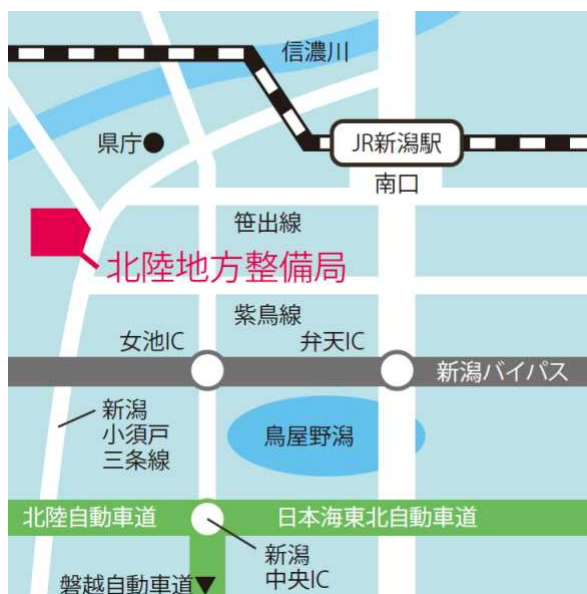 信濃川
県庁
JR新潟駅
南口
笹出線
北陸地方整備局
紫鳥線
女池IC
弁天IC
新潟バイパス
新潟
小須戸
三条線
鳥屋野潟
北陸自動車道
日本海東北自動車道
新潟
中央IC
磐越自動車道▼